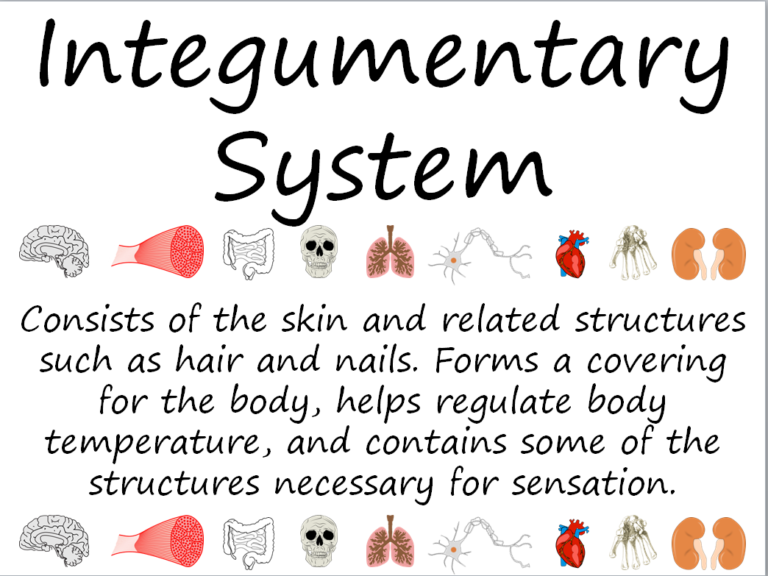 Integumentary
System
Consists of the skin and related structures
such as hair and nails. Forms a covering
for the body, helps regulate body
temperature, and contains some of the
structures necessary for sensation.